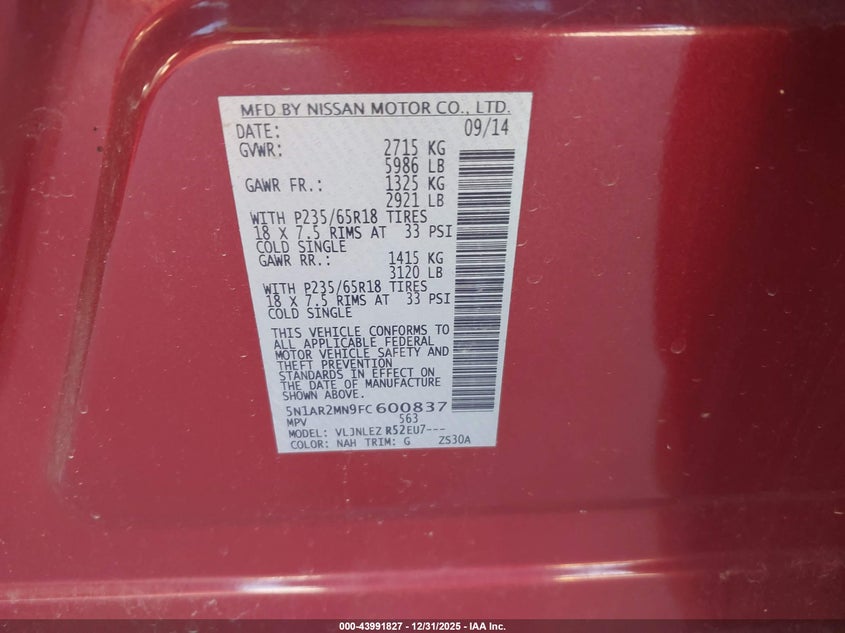 MFD BY NISSAN MOTOR CO., LTD.
DATE: 09/14
GVWR: 2715 KG
5986 LB
GAWR FR.: 1325 KG
2921 LB
WITH P235/65R18 TIRES
18 X 7.5 RIMS AT 33 PSI
COLD SINGLE
GAWR RR.: 1415 KG
3120 LB
WITH P235/65R18 TIRES
18 X 7.5 RIMS AT 33 PSI
COLD SINGLE
THIS VEHICLE CONFORMS TO
ALL APPLICABLE FEDERAL
MOTOR VEHICLE SAFETY AND
THEFT PREVENTION
STANDARDS IN EFFECT ON
THE DATE OF MANUFACTURE
SHOWN ABOVE.
5N1AR2MN9FC600837
MPV 563
MODEL: VLJNLEZ R52EU7---
COLOR: NAH TRIM: G ZS30A
000-43991827 - 12/31/2025 - IAA Inc.